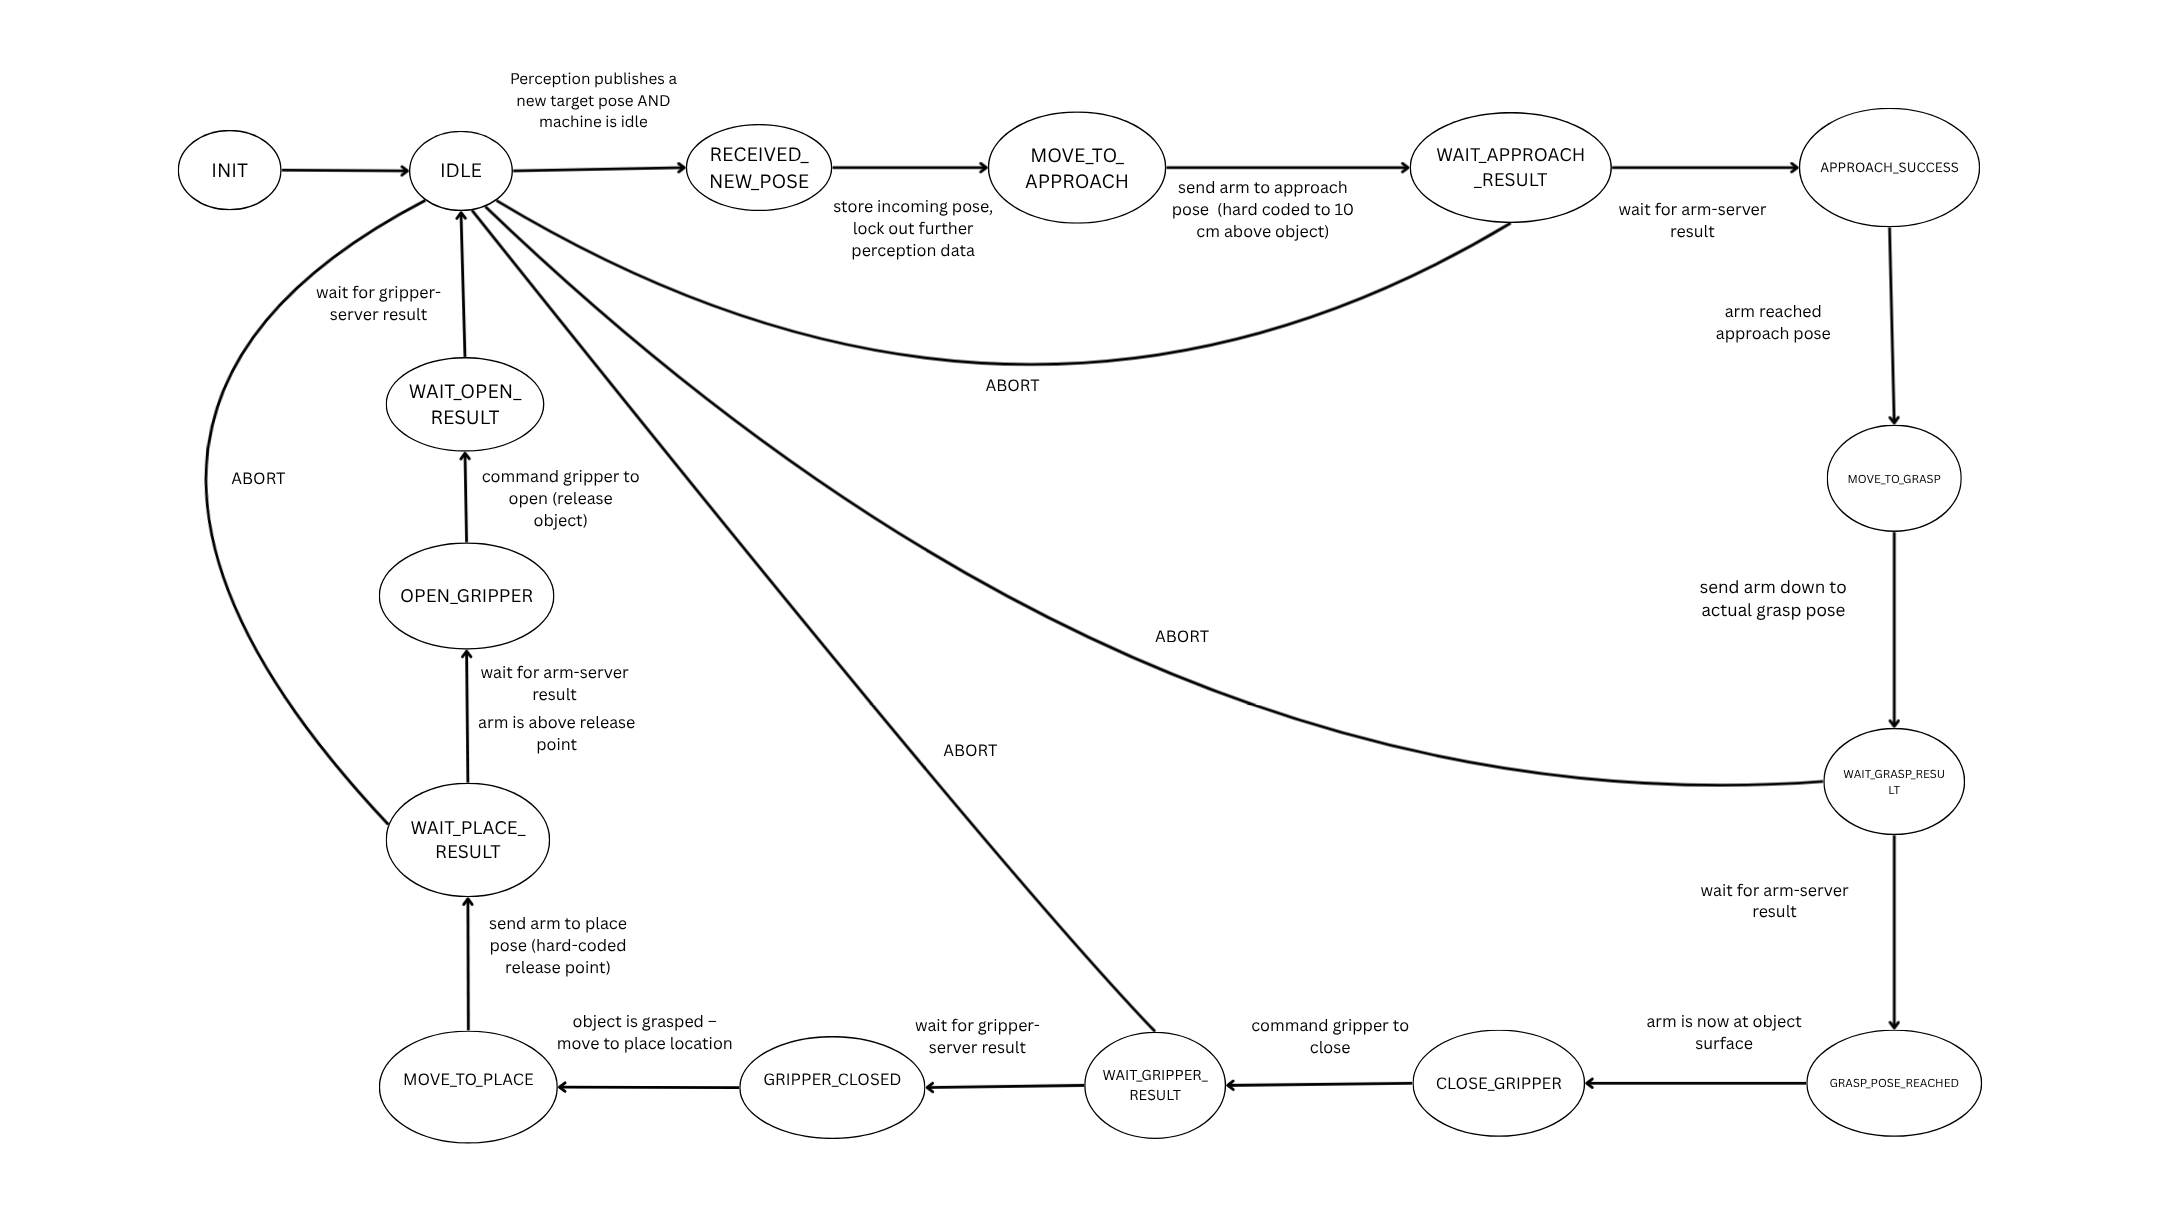 Perception publishes a
new target pose AND
machine is idle
INIT
IDLE
RECEIVED_
NEW_POSE
MOVE_TO_
APPROACH
WAIT_APPROACH
_RESULT
APPROACH_SUCCESS
store incoming pose,
lock out further
perception data
send arm to approach
pose (hard coded to 10
cm above object)
wait for arm-server
result
wait for gripper-
server result
arm reached
approach pose
ABORT
WAIT_OPEN_
RESULT
ABORT
command gripper to
open (release
object)
MOVE_TO_GRASP
OPEN_GRIPPER
send arm down to
actual grasp pose
ABORT
wait for arm-server
result
arm is above release
point
ABORT
WAIT_GRASP_RESU
LT
WAIT_PLACE_
RESULT
wait for arm-server
result
send arm to place
pose (hard-coded
release point)
object is grasped –
move to place location
wait for gripper-
server result
command gripper to
close
arm is now at object
surface
MOVE_TO_PLACE
GRIPPER_CLOSED
WAIT_GRIPPER_
RESULT
CLOSE_GRIPPER
GRASP_POSE_REACHED